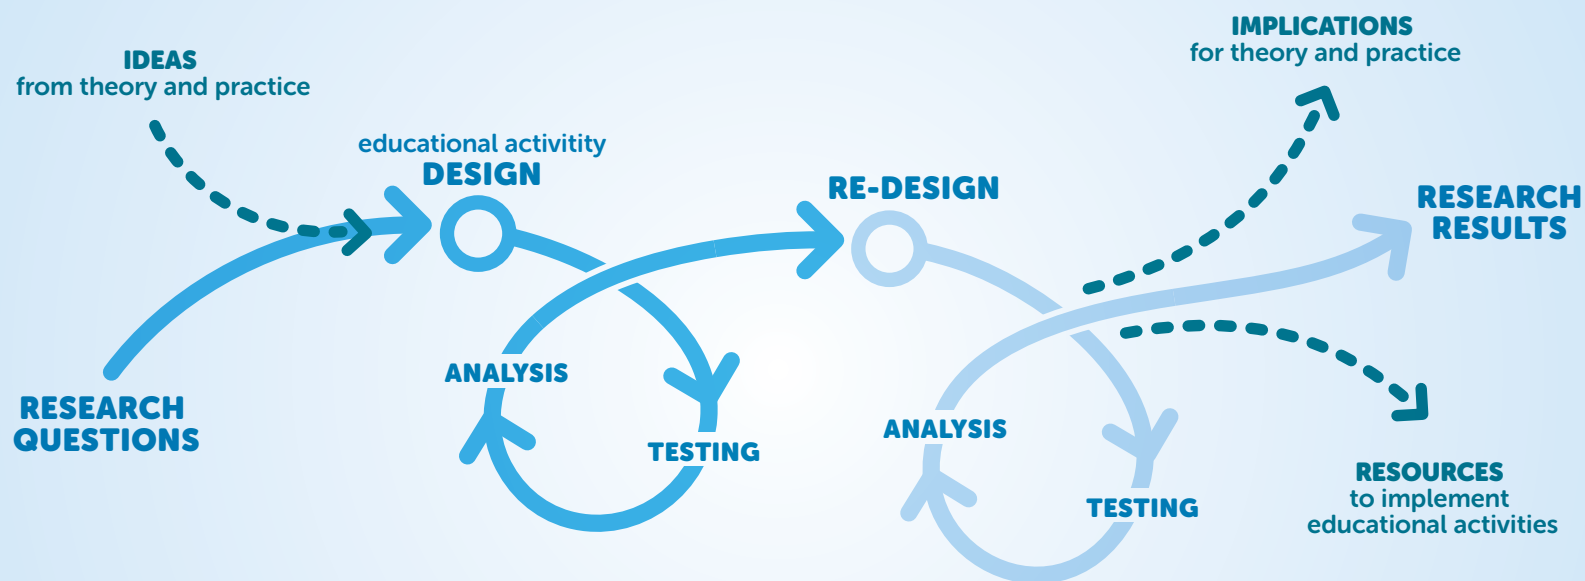 IDEAS
from theory and practice
RESEARCH
QUESTIONS
educational activitity
DESIGN
ANALYSIS
TESTING
RE-DESIGN
ANALYSIS
TESTING
IMPLICATIONS
for theory and practice
RESEARCH
RESULTS
RESOURCES
to implement
educational activities